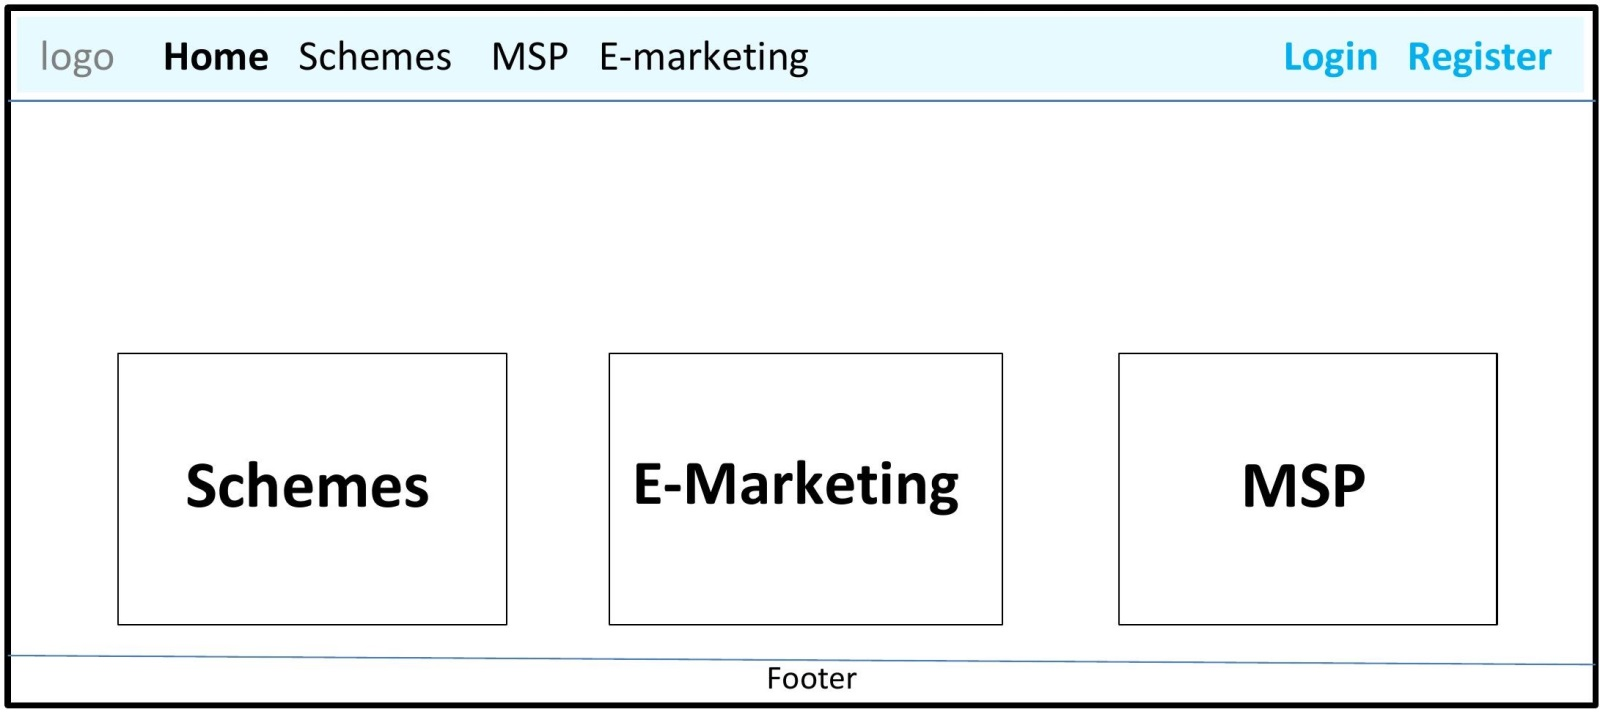 logo Home Schemes MSP E-marketing Login Register
Schemes E-Marketing MSP
Footer